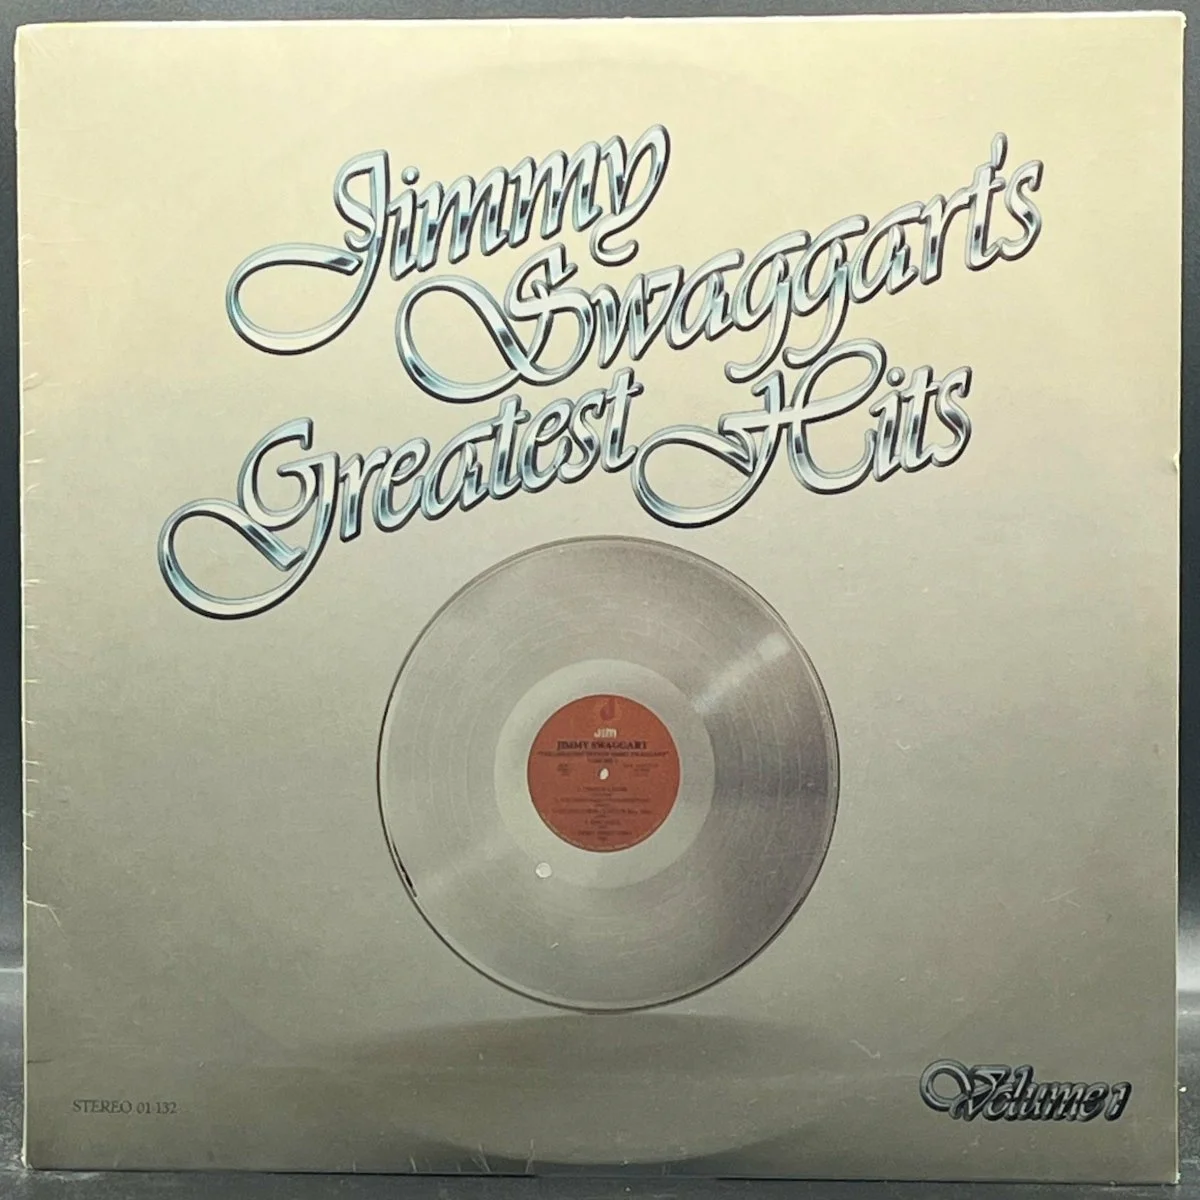 Jimmy
Swaggart's
Greatest Hits
JIM
JIMMY SWAGGART
STEREO 01-132
Volume 1